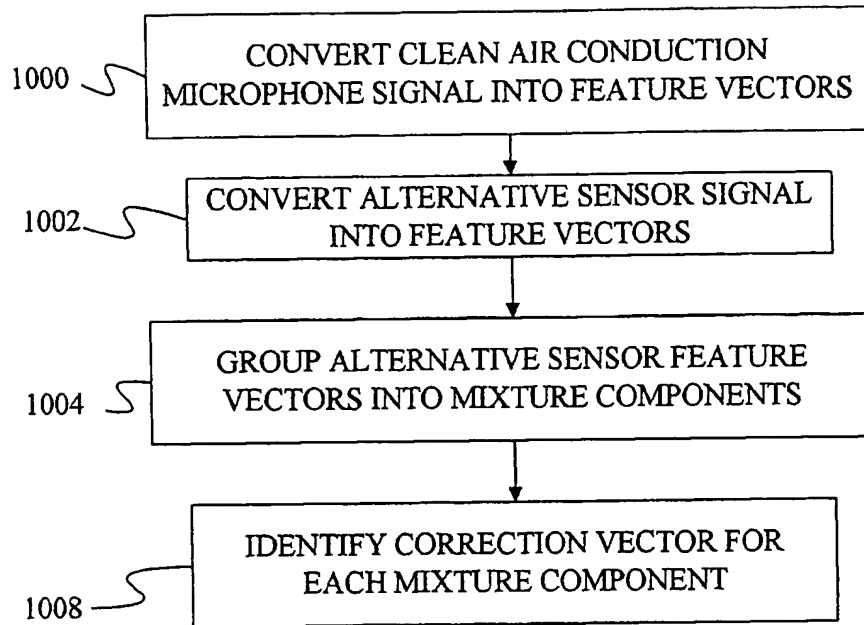 CONVERT CLEAN AIR CONDUCTION
1000
MICROPHONE SIGNAL INTO FEATURE VECTORS
CONVERT ALTERNATIVE SENSOR SIGNAL
1002
INTO FEATURE VECTORS
GROUP ALTERNATIVE SENSOR FEATURE
1004
VECTORS INTO MIXTURE COMPONENTS
IDENTIFY CORRECTION VECTOR FOR
EACH MIXTURE COMPONENT
1008